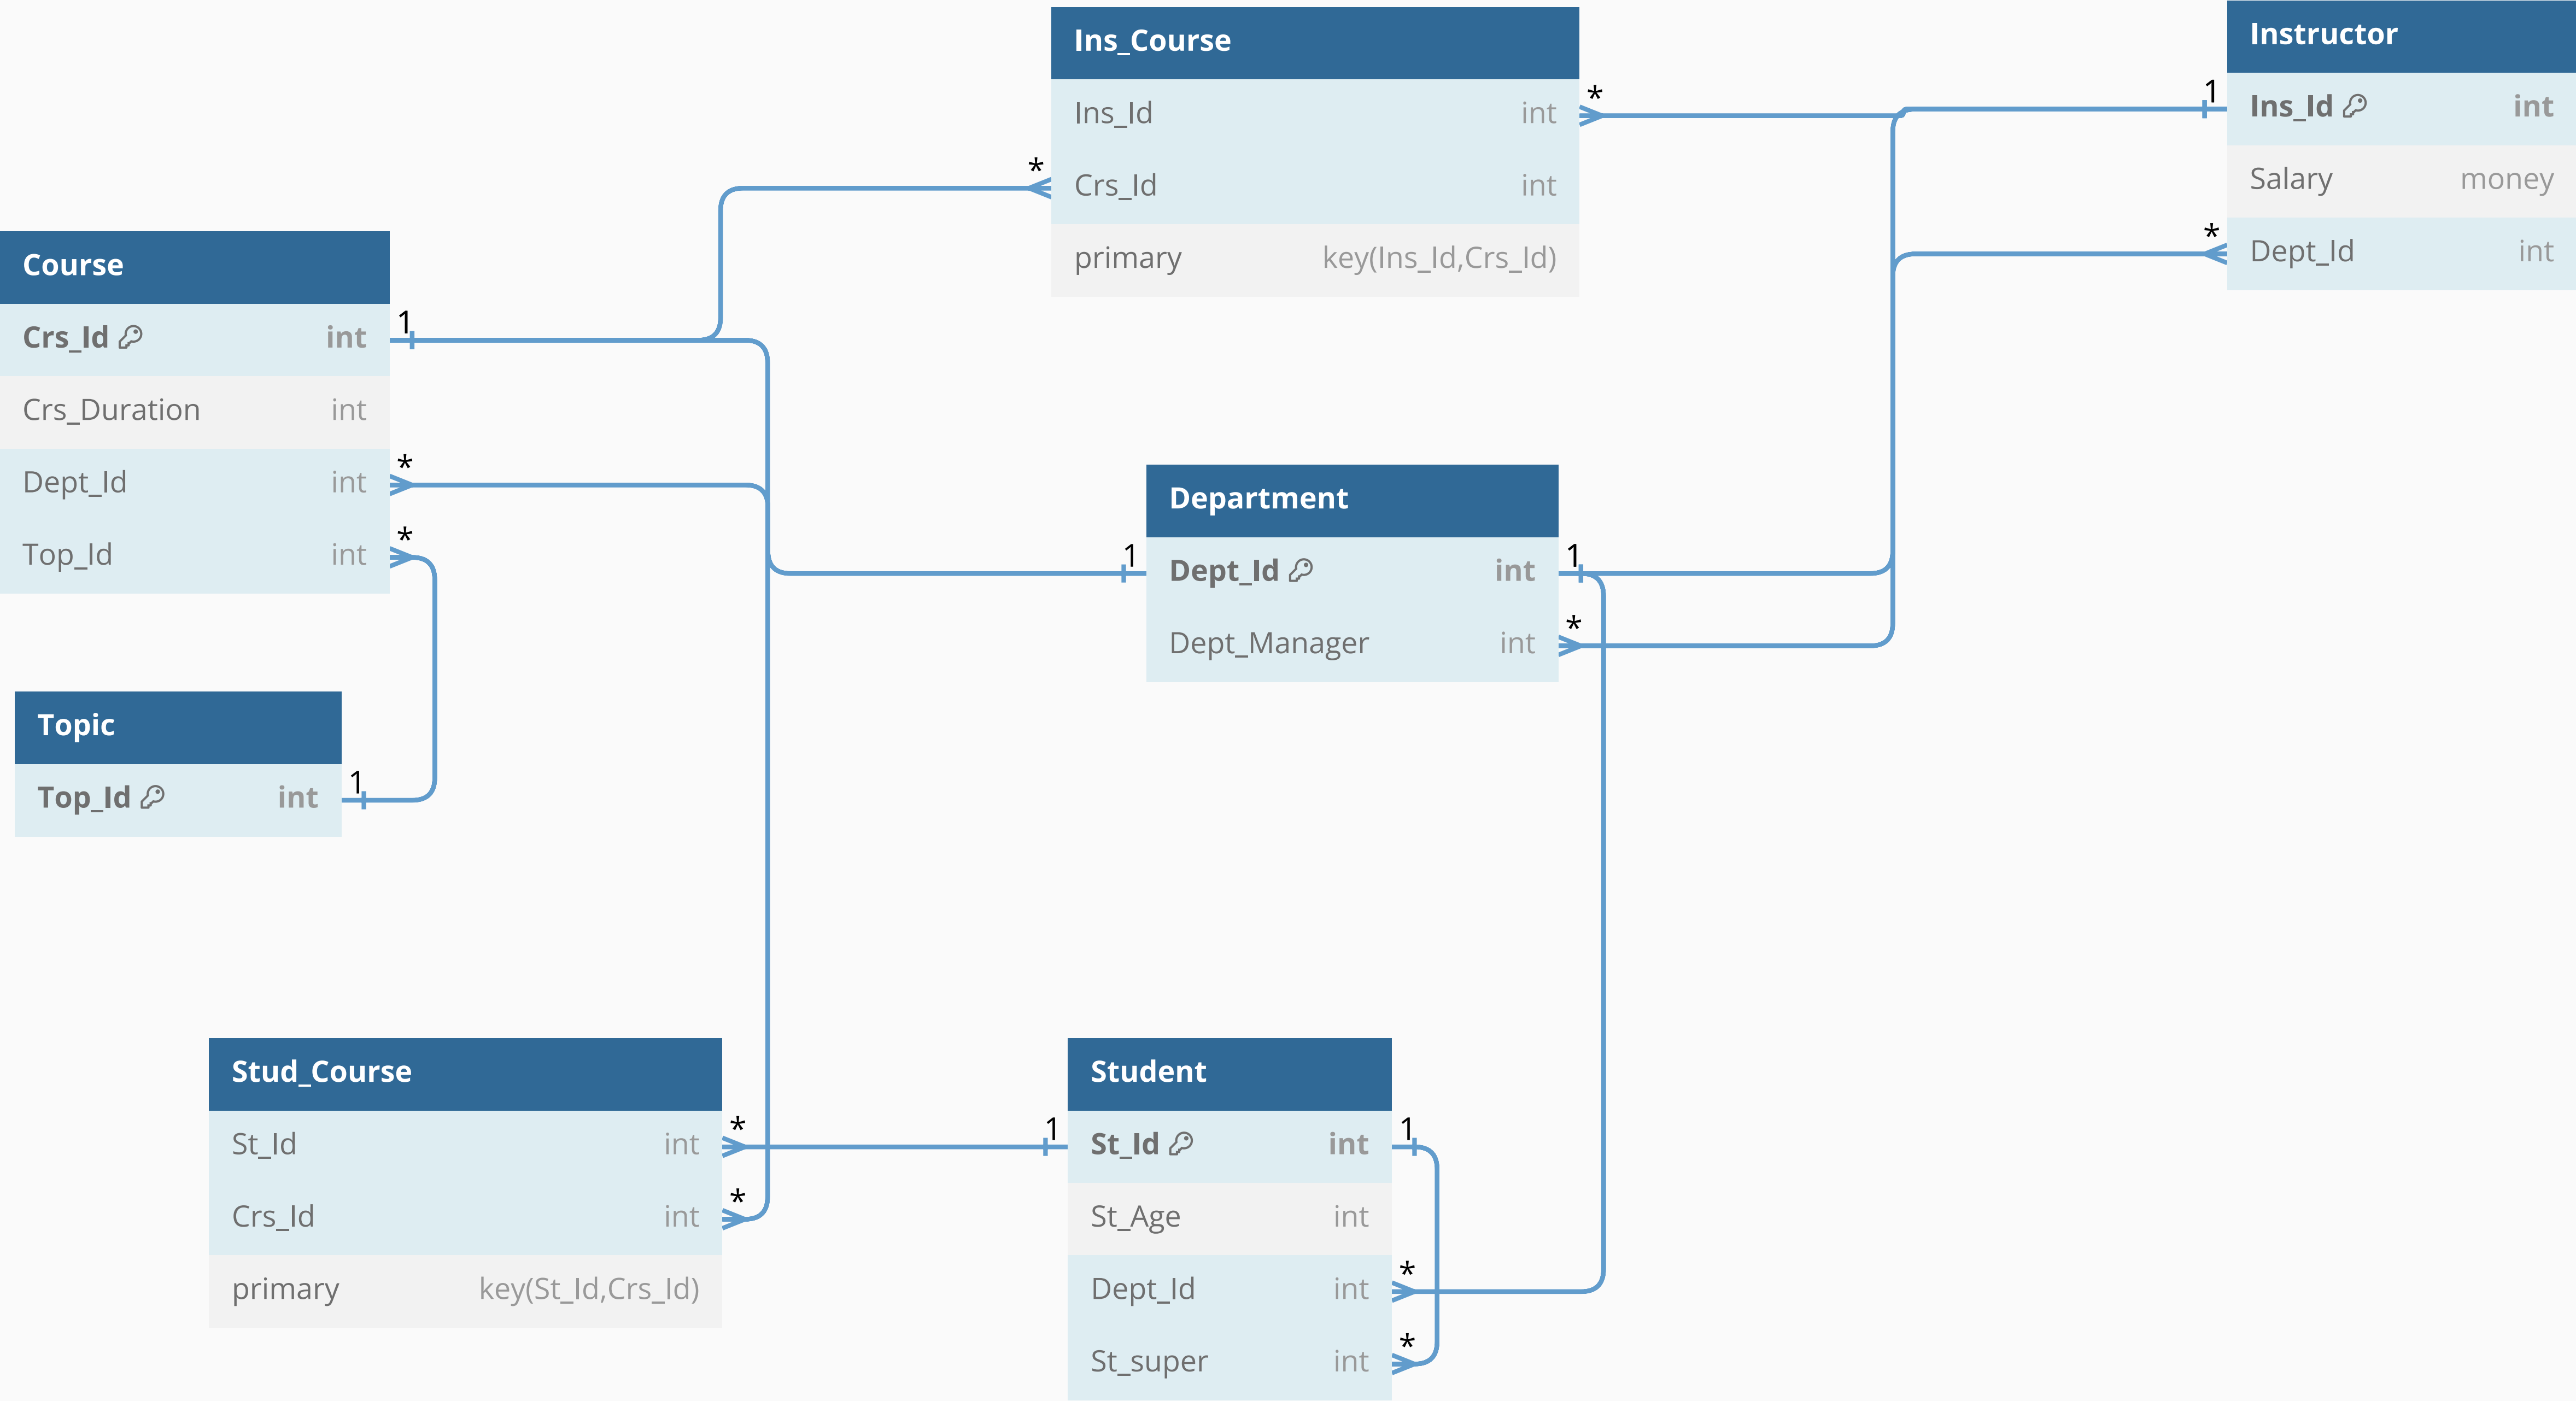 Ins_Course
Ins_Id int
Crs_Id int
primary key(Ins_Id,Crs_Id)
*
*
Instructor
Ins_Id int
Salary money
Dept_Id int
1
*
Course
Crs_Id int
Crs_Duration int
Dept_Id int
Top_Id int
1
*
*
Department
Dept_Id int
Dept_Manager int
1
1
*
Topic
Top_Id int
1
Stud_Course
St_Id int
Crs_Id int
primary key(St_Id,Crs_Id)
*
*
Student
St_Id int
St_Age int
Dept_Id int
St_super int
1
1
*
*